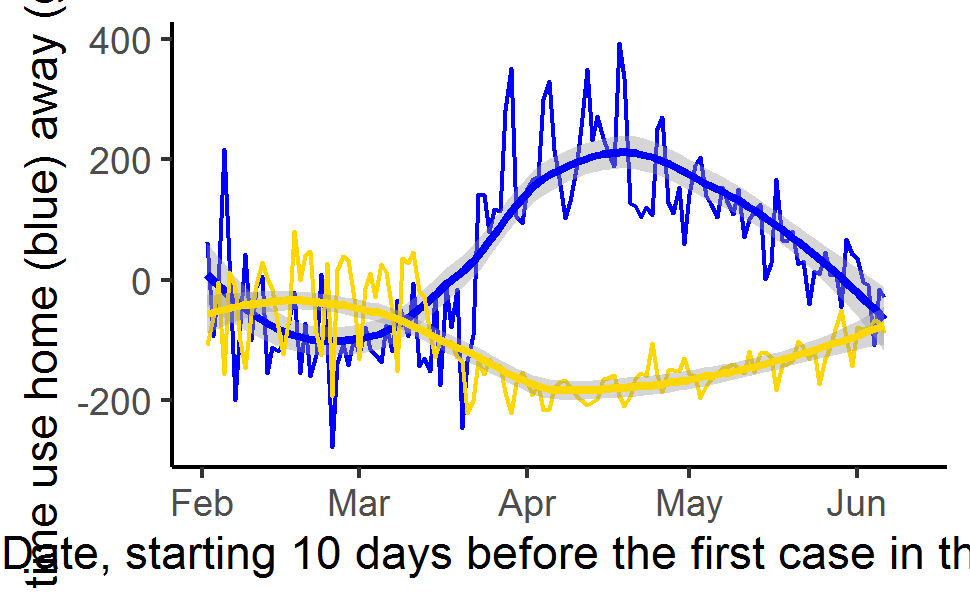 time use home (blue) away (
400
200
0
-200
Feb Mar Apr May Jun
Date, starting 10 days before the first case in th